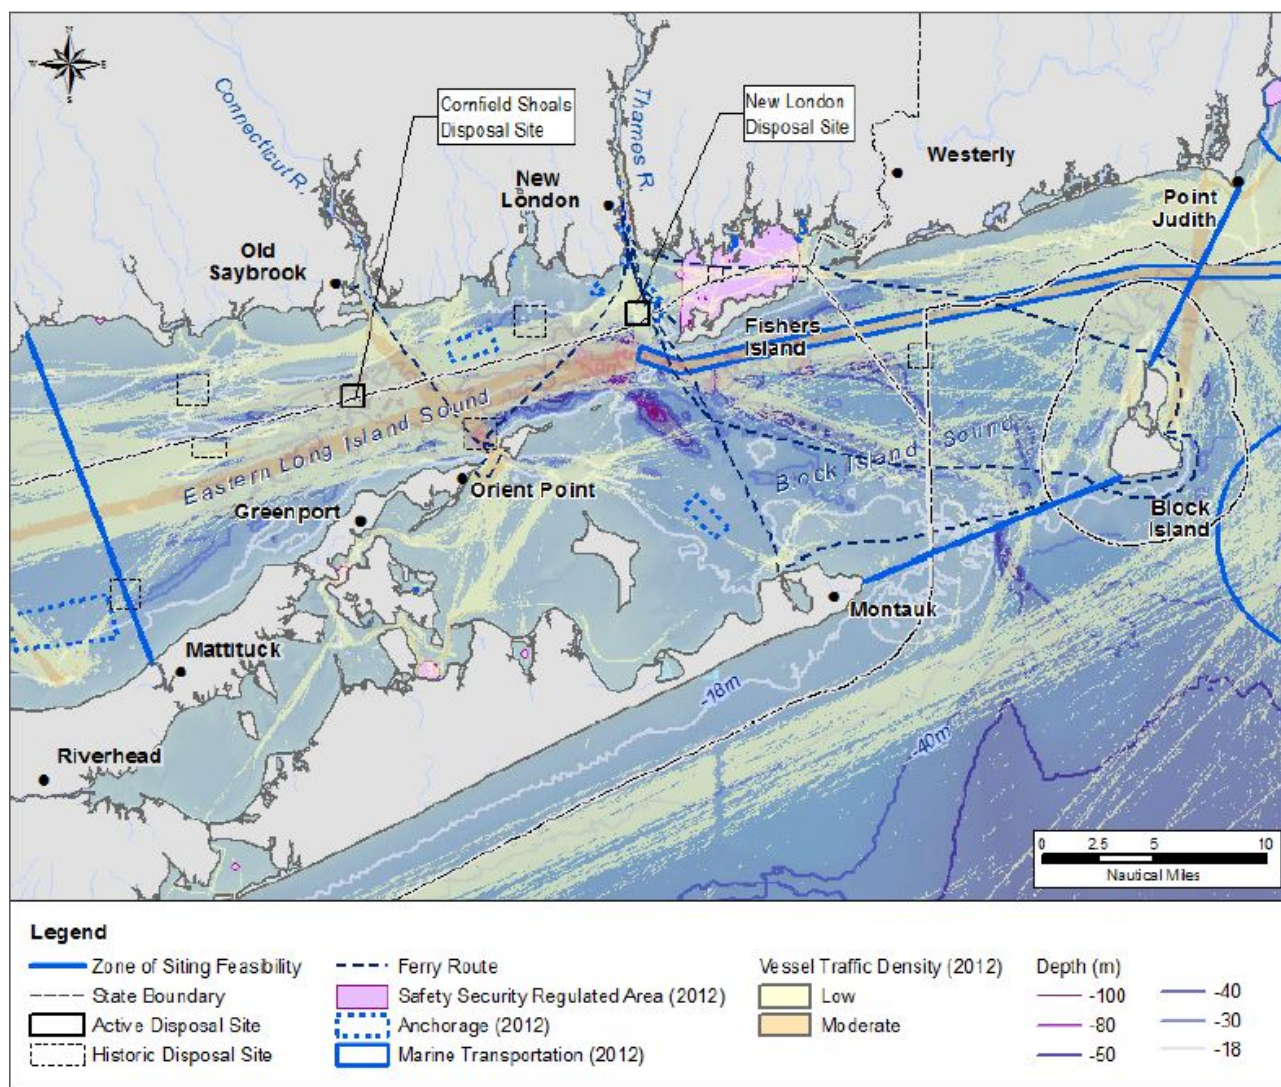 N
W E
S
Connecticut R.
Cornfield Shoals
Disposal Site
Thames R.
New London
Disposal Site
Westerly
New
London
Point
Judith
Old
Saybrook
Fishers
Island
Eastern Long Island Sound
Block Island Sound
Orient Point
Greenport
Block
Island
Montauk
Mattituck
-18m
-40m
Riverhead
0 2.5 5 10
Nautical Miles
Legend
Zone of Siting Feasibility
State Boundary
Active Disposal Site
Historic Disposal Site
Ferry Route
Safety Security Regulated Area (2012)
Anchorage (2012)
Marine Transportation (2012)
Vessel Traffic Density (2012)
Low
Moderate
Depth (m)
-100
-80
-50
-40
-30
-18